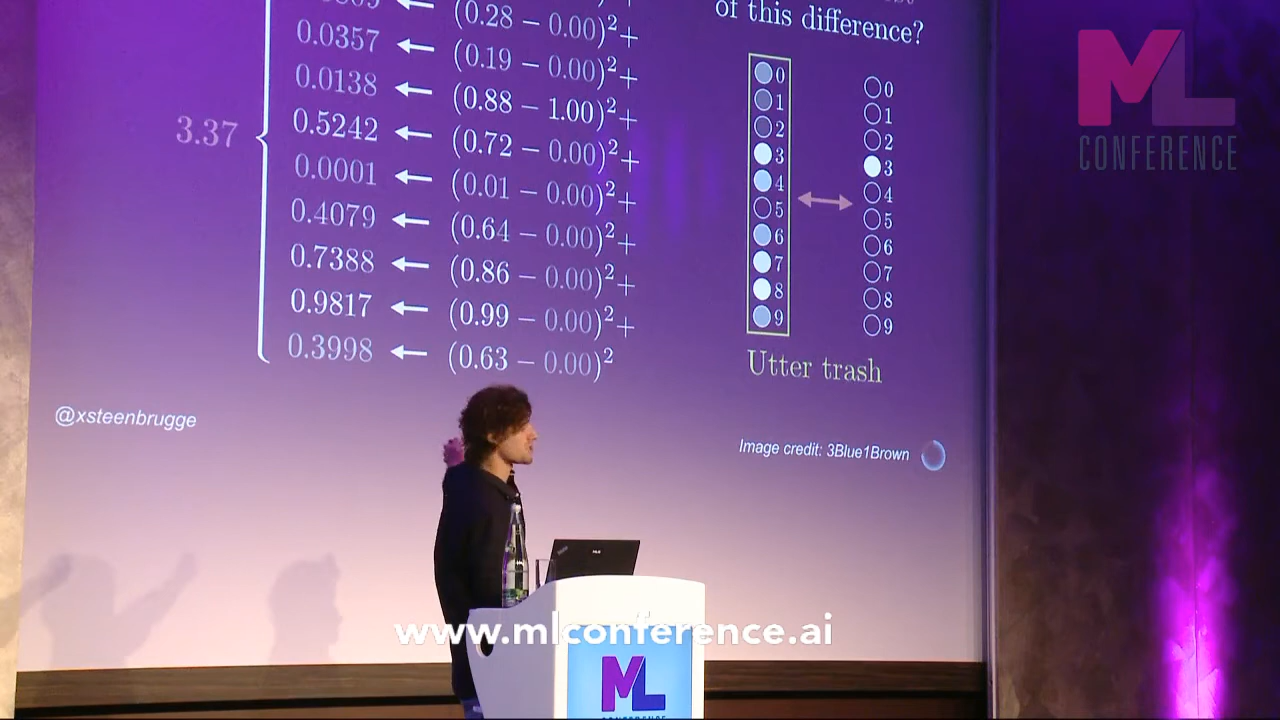 of this difference?
(0.28 − 0.00)²+
0.0357 ← (0.19 − 0.00)²+
0.0138 ← (0.88 − 1.00)²+
0.5242 ← (0.72 − 0.00)²+
3.37
0.0001 ← (0.01 − 0.00)²+
0.4079 ← (0.64 − 0.00)²+
0.7388 ← (0.86 − 0.00)²+
0.9817 ← (0.99 − 0.00)²+
0.3998 ← (0.63 − 0.00)²
0 0
1 1
2 2
3 3
4 4
5 5
6 6
7 7
8 8
9 9
Utter trash
@xsteenbrugge
Image credit: 3Blue1Brown
ML
CONFERENCE
www.mlconference.ai
ML
CONFERENCE